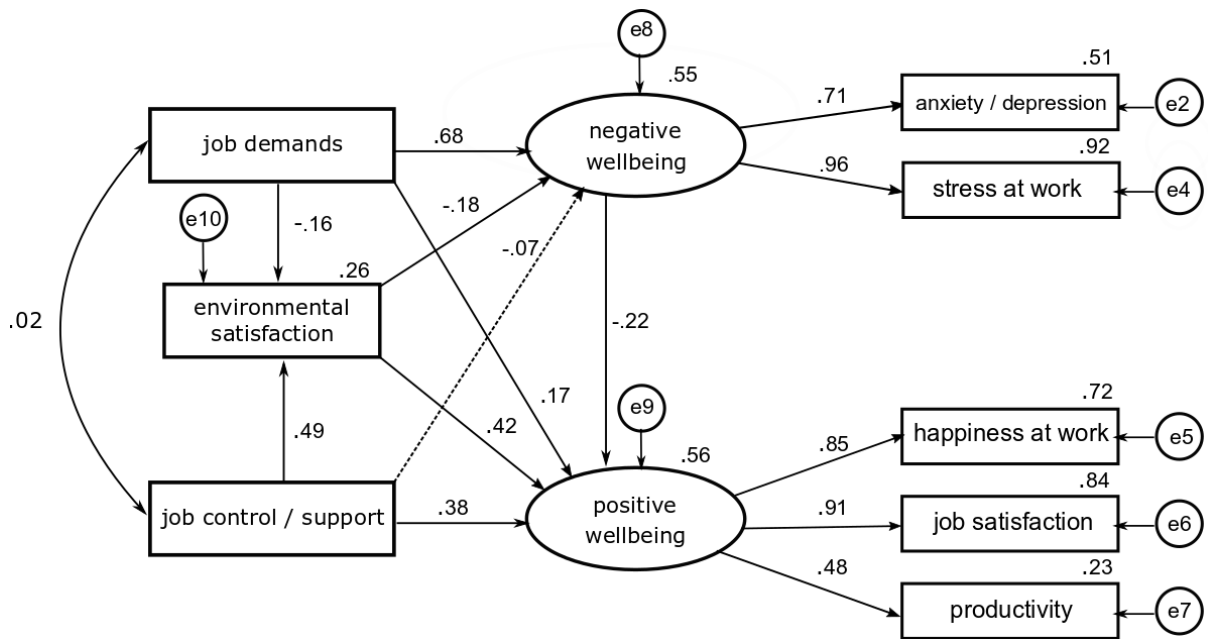 e8
.55
.51
anxiety / depression
e2
.71
negative
wellbeing
job demands
.68
.92
.96
stress at work
e4
e10
-.16
-.18
-.07
.26
environmental
satisfaction
.02
-.22
.17
.42
.49
e9
.56
.72
happiness at work
e5
.85
.84
job control / support
.38
positive
wellbeing
.91
job satisfaction
e6
.48
.23
productivity
e7